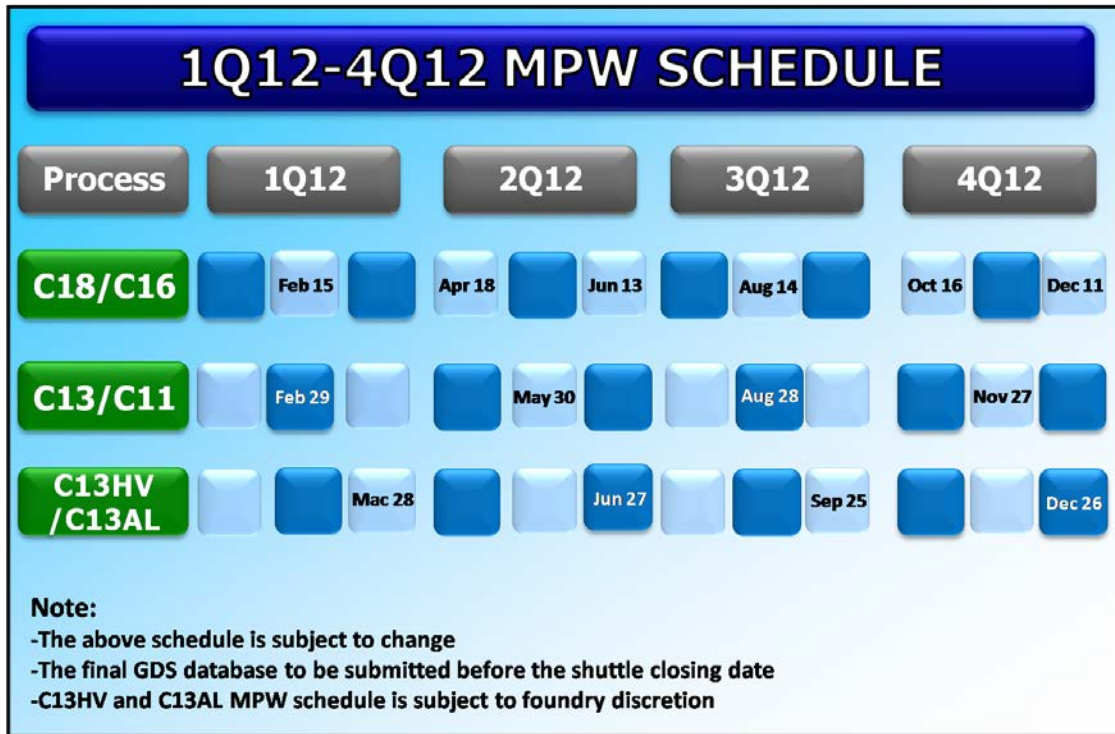 1Q12-4Q12 MPW SCHEDULE
Process 1Q12 2Q12 3Q12 4Q12
C18/C16 Feb 15 Apr 18 Jun 13 Aug 14 Oct 16 Dec 11
C13/C11 Feb 29 May 30 Aug 28 Nov 27
C13HV
/C13AL Mac 28 Jun 27 Sep 25 Dec 26
Note:
-The above schedule is subject to change
-The final GDS database to be submitted before the shuttle closing date
-C13HV and C13AL MPW schedule is subject to foundry discretion